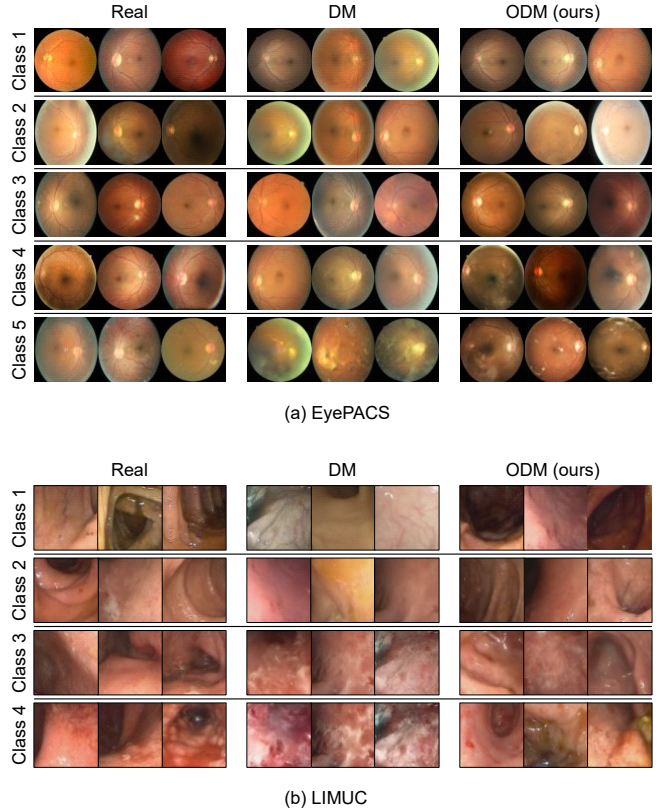 Real DM ODM (ours)
Class 1
Class 2
Class 3
Class 4
Class 5
(a) EyePACS
Real DM ODM (ours)
Class 1
Class 2
Class 3
Class 4
(b) LIMUC